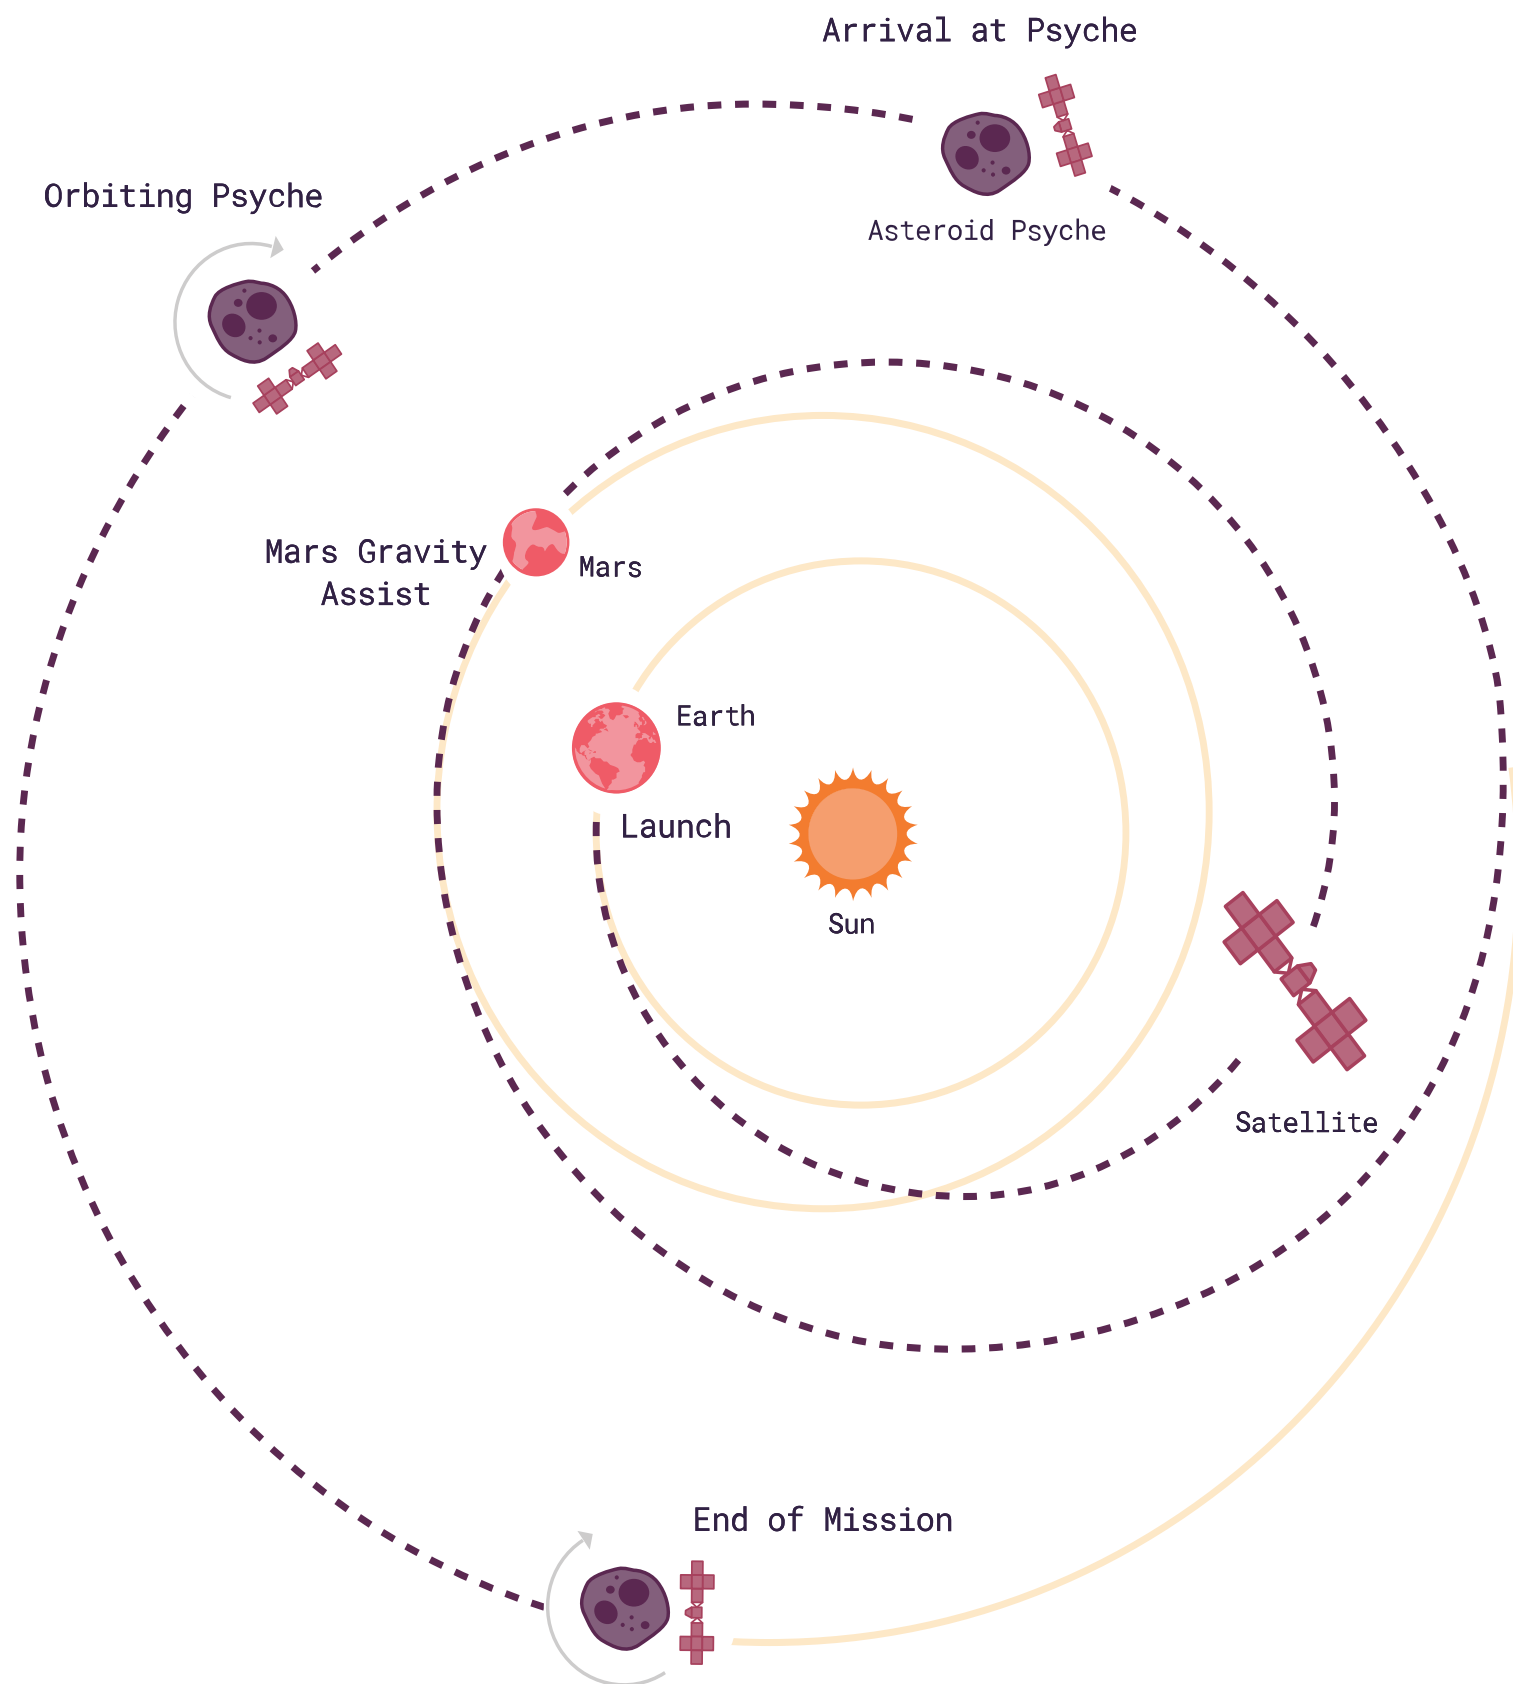 Arrival at Psyche
Orbiting Psyche
Asteroid Psyche
Mars Gravity
Assist
Mars
Earth
Launch
Sun
Satellite
End of Mission